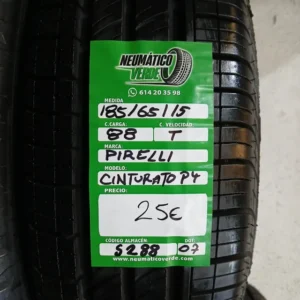 NEUMÁTICO
VERDE
614 20 35 98
MEDIDA
185/65/15
C. CARGA: C. VELOCIDAD:
88 T
MARCA:
PIRELLI
MODELO:
CINTURATO P4
PRECIO:
25€
CÓDIGO ALMACÉN: DOT
5288 07
www.neumaticoverde.com